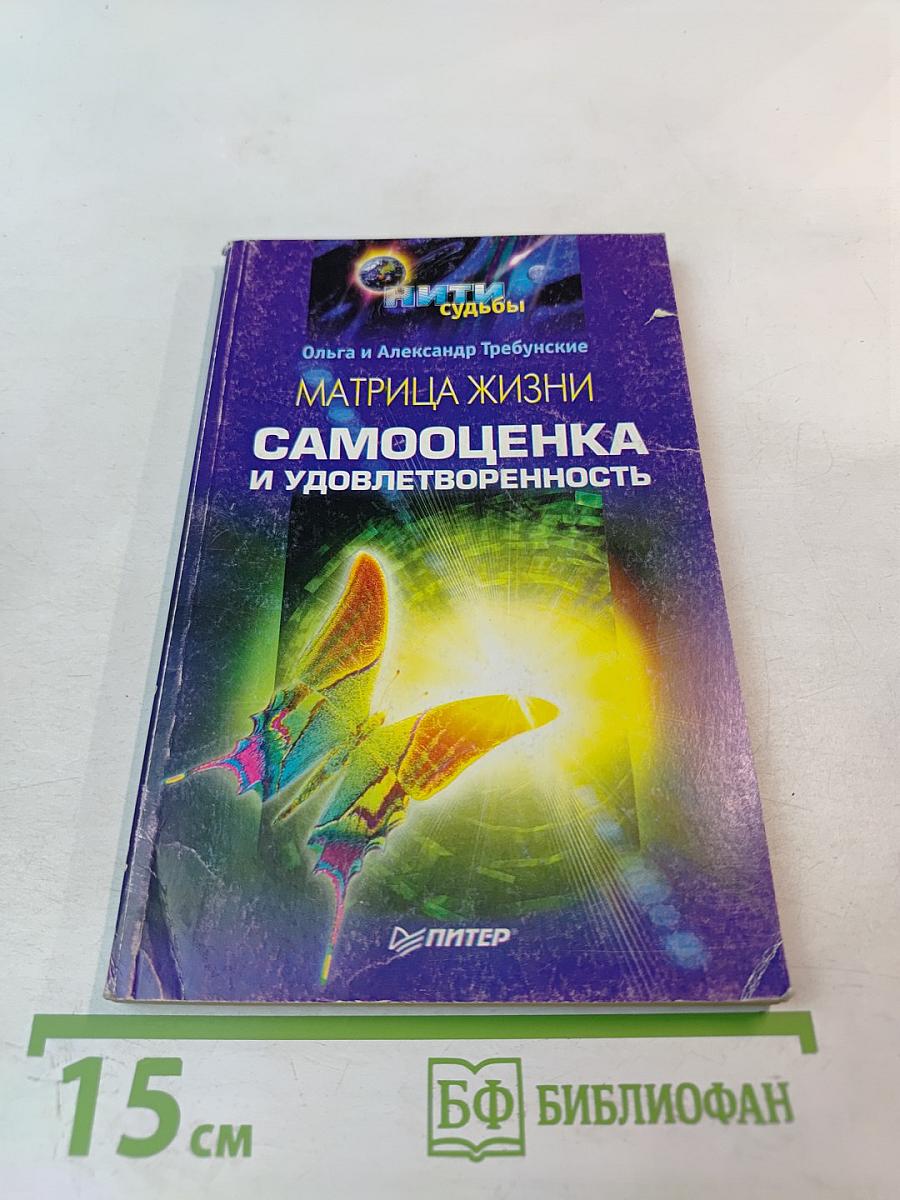 нити
судьбы
Ольга и Александр Требунские
МАТРИЦА ЖИЗНИ
САМООЦЕНКА
И УДОВЛЕТВОРЕННОСТЬ
ПИТЕР
15 см
БФ БИБЛИОФАН